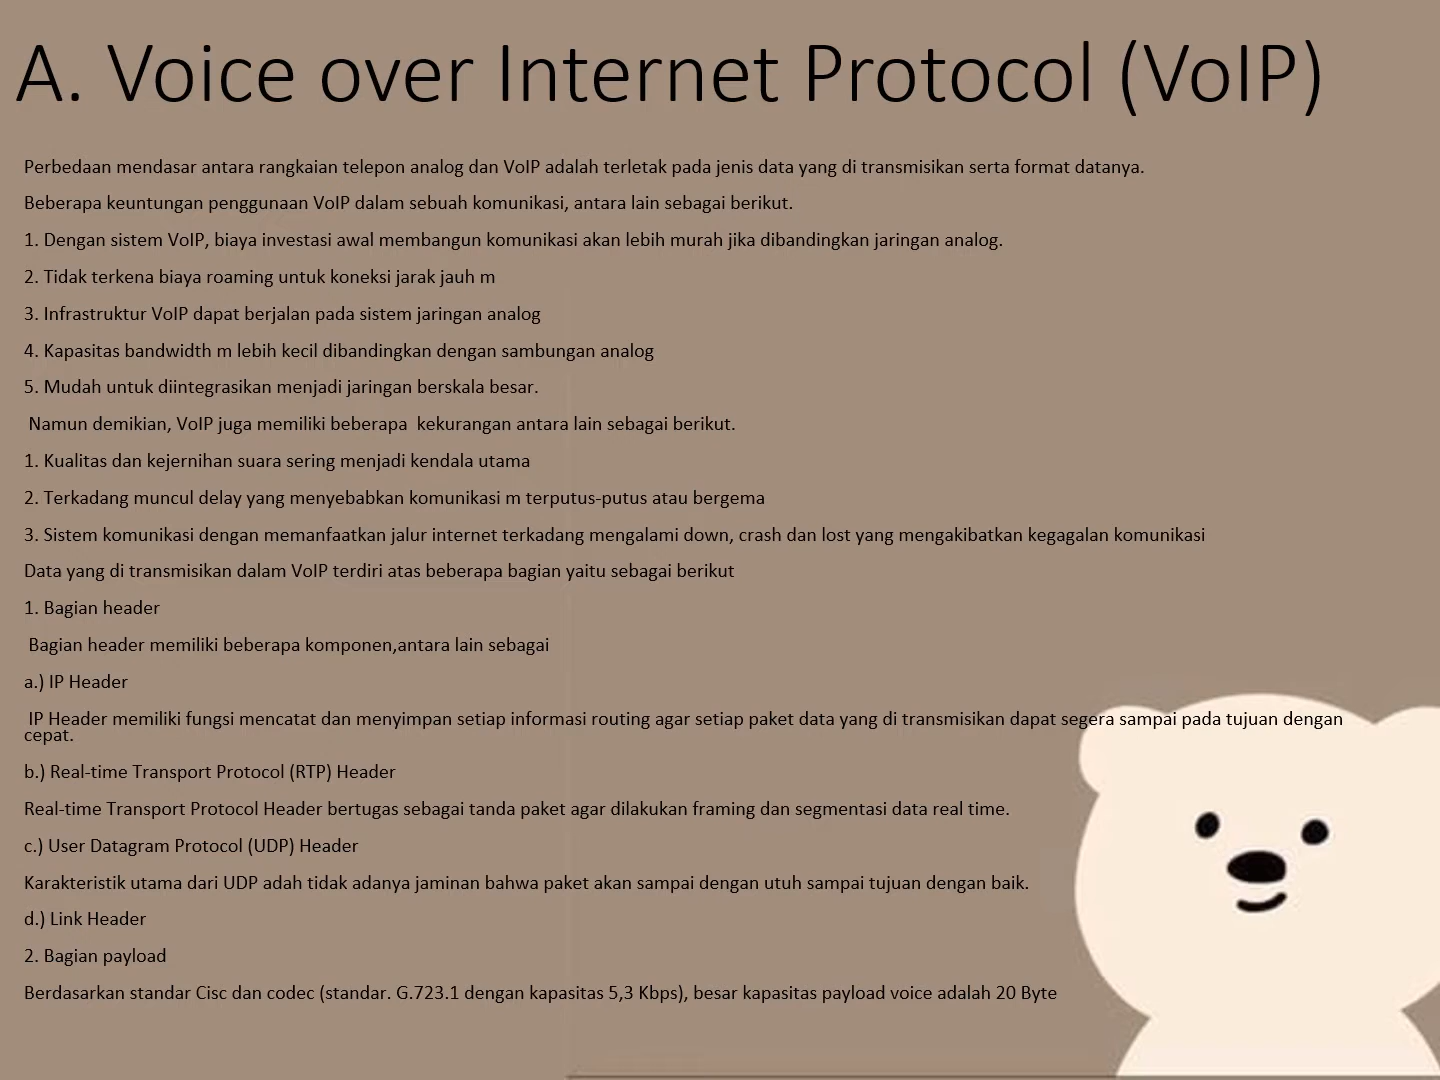 A. Voice over Internet Protocol (VoIP)
Perbedaan mendasar antara rangkaian telepon analog dan VoIP adalah terletak pada jenis data yang di transmisikan serta format datanya.
Beberapa keuntungan penggunaan VoIP dalam sebuah komunikasi, antara lain sebagai berikut.
1. Dengan sistem VoIP, biaya investasi awal membangun komunikasi akan lebih murah jika dibandingkan jaringan analog.
2. Tidak terkena biaya roaming untuk koneksi jarak jauh m
3. Infrastruktur VoIP dapat berjalan pada sistem jaringan analog
4. Kapasitas bandwidth m lebih kecil dibandingkan dengan sambungan analog
5. Mudah untuk diintegrasikan menjadi jaringan berskala besar.
Namun demikian, VoIP juga memiliki beberapa  kekurangan antara lain sebagai berikut.
1. Kualitas dan kejernihan suara sering menjadi kendala utama
2. Terkadang muncul delay yang menyebabkan komunikasi m terputus-putus atau bergema
3. Sistem komunikasi dengan memanfaatkan jalur internet terkadang mengalami down, crash dan lost yang mengakibatkan kegagalan komunikasi
Data yang di transmisikan dalam VoIP terdiri atas beberapa bagian yaitu sebagai berikut
1. Bagian header
Bagian header memiliki beberapa komponen,antara lain sebagai
a.) IP Header
IP Header memiliki fungsi mencatat dan menyimpan setiap informasi routing agar setiap paket data yang di transmisikan dapat segera sampai pada tujuan dengan
cepat.
b.) Real-time Transport Protocol (RTP) Header
Real-time Transport Protocol Header bertugas sebagai tanda paket agar dilakukan framing dan segmentasi data real time.
c.) User Datagram Protocol (UDP) Header
Karakteristik utama dari UDP adah tidak adanya jaminan bahwa paket akan sampai dengan utuh sampai tujuan dengan baik.
d.) Link Header
2. Bagian payload
Berdasarkan standar Cisc dan codec (standar. G.723.1 dengan kapasitas 5,3 Kbps), besar kapasitas payload voice adalah 20 Byte